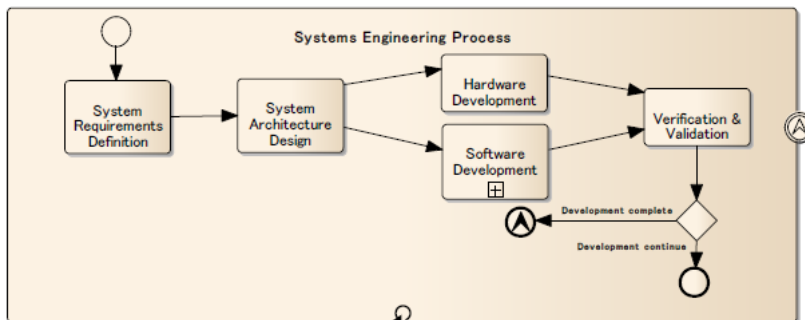 Systems Engineering Process
System
Requirements
Definition
System
Architecture
Design
Hardware
Development
Software
Development
Verification &
Validation
Development complete
Development continue